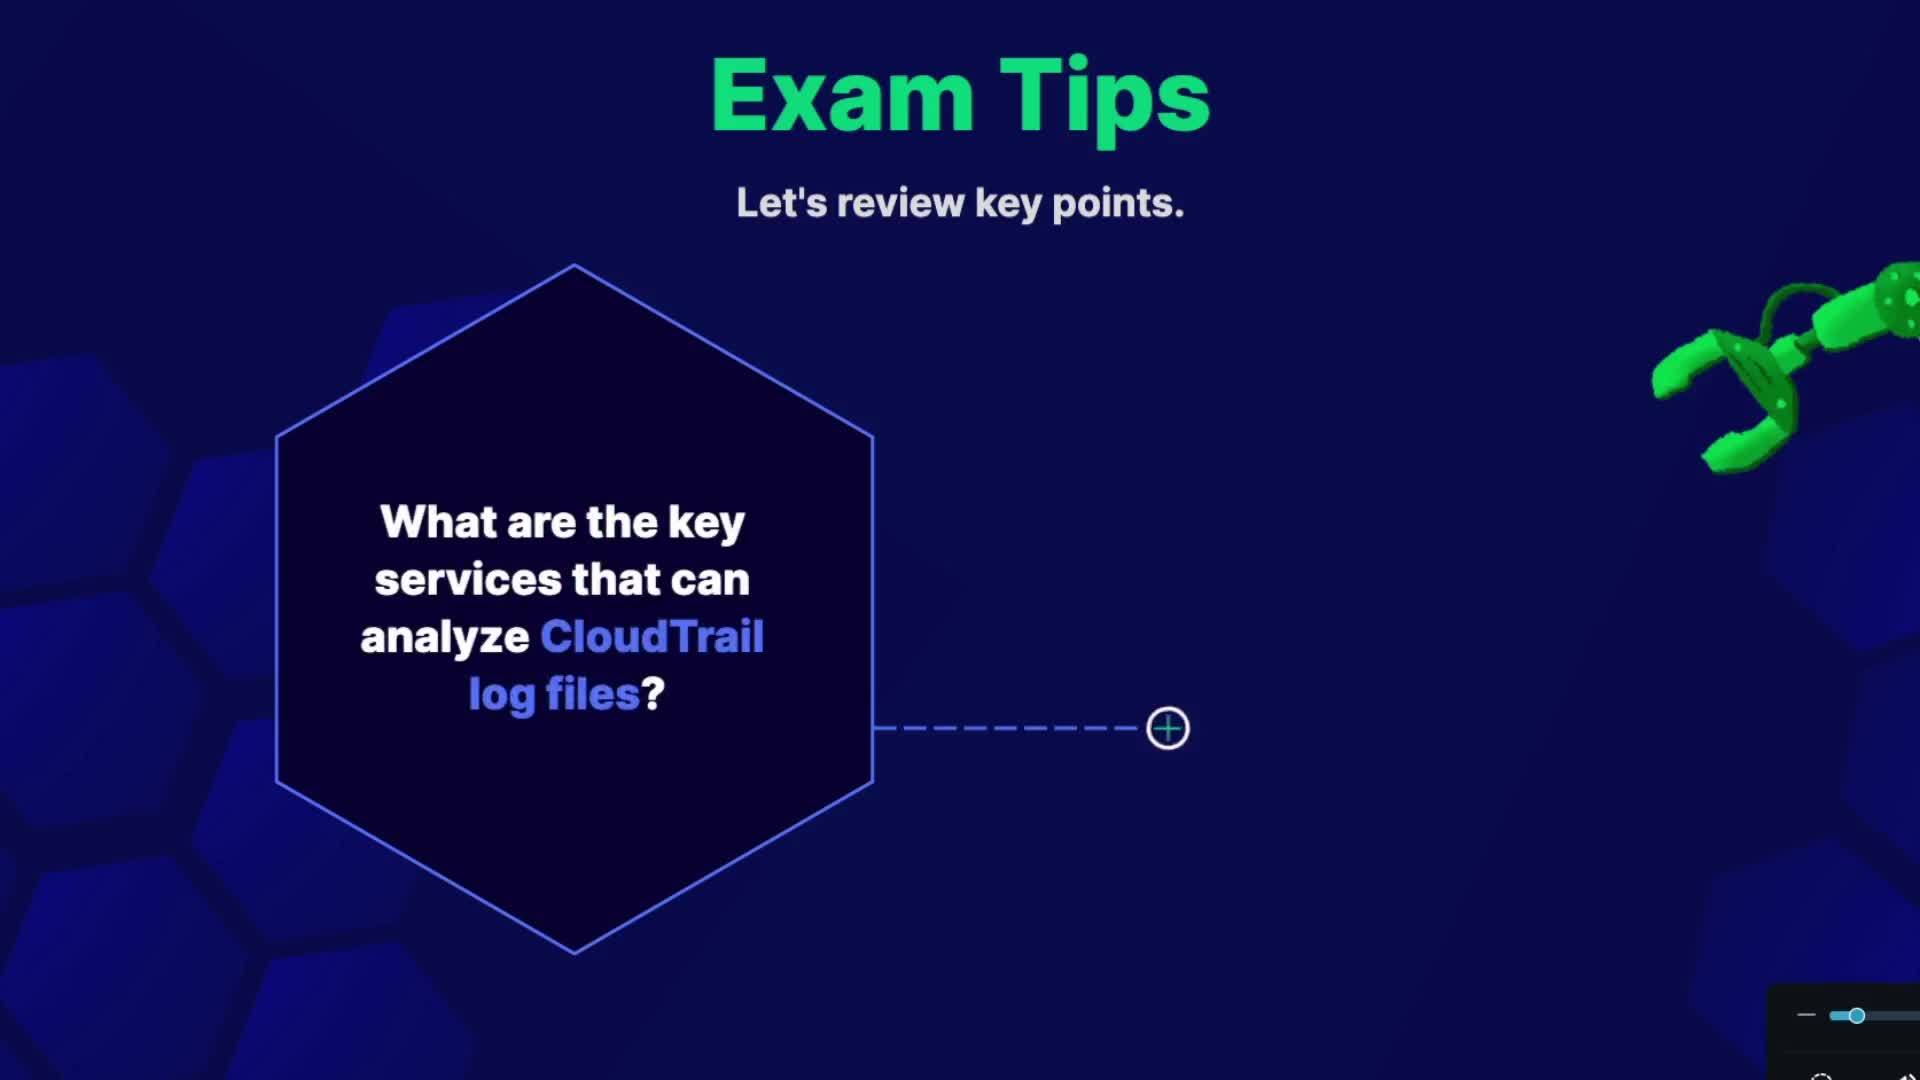 Exam Tips
Let's review key points.
What are the key
services that can
analyze CloudTrail
log files?